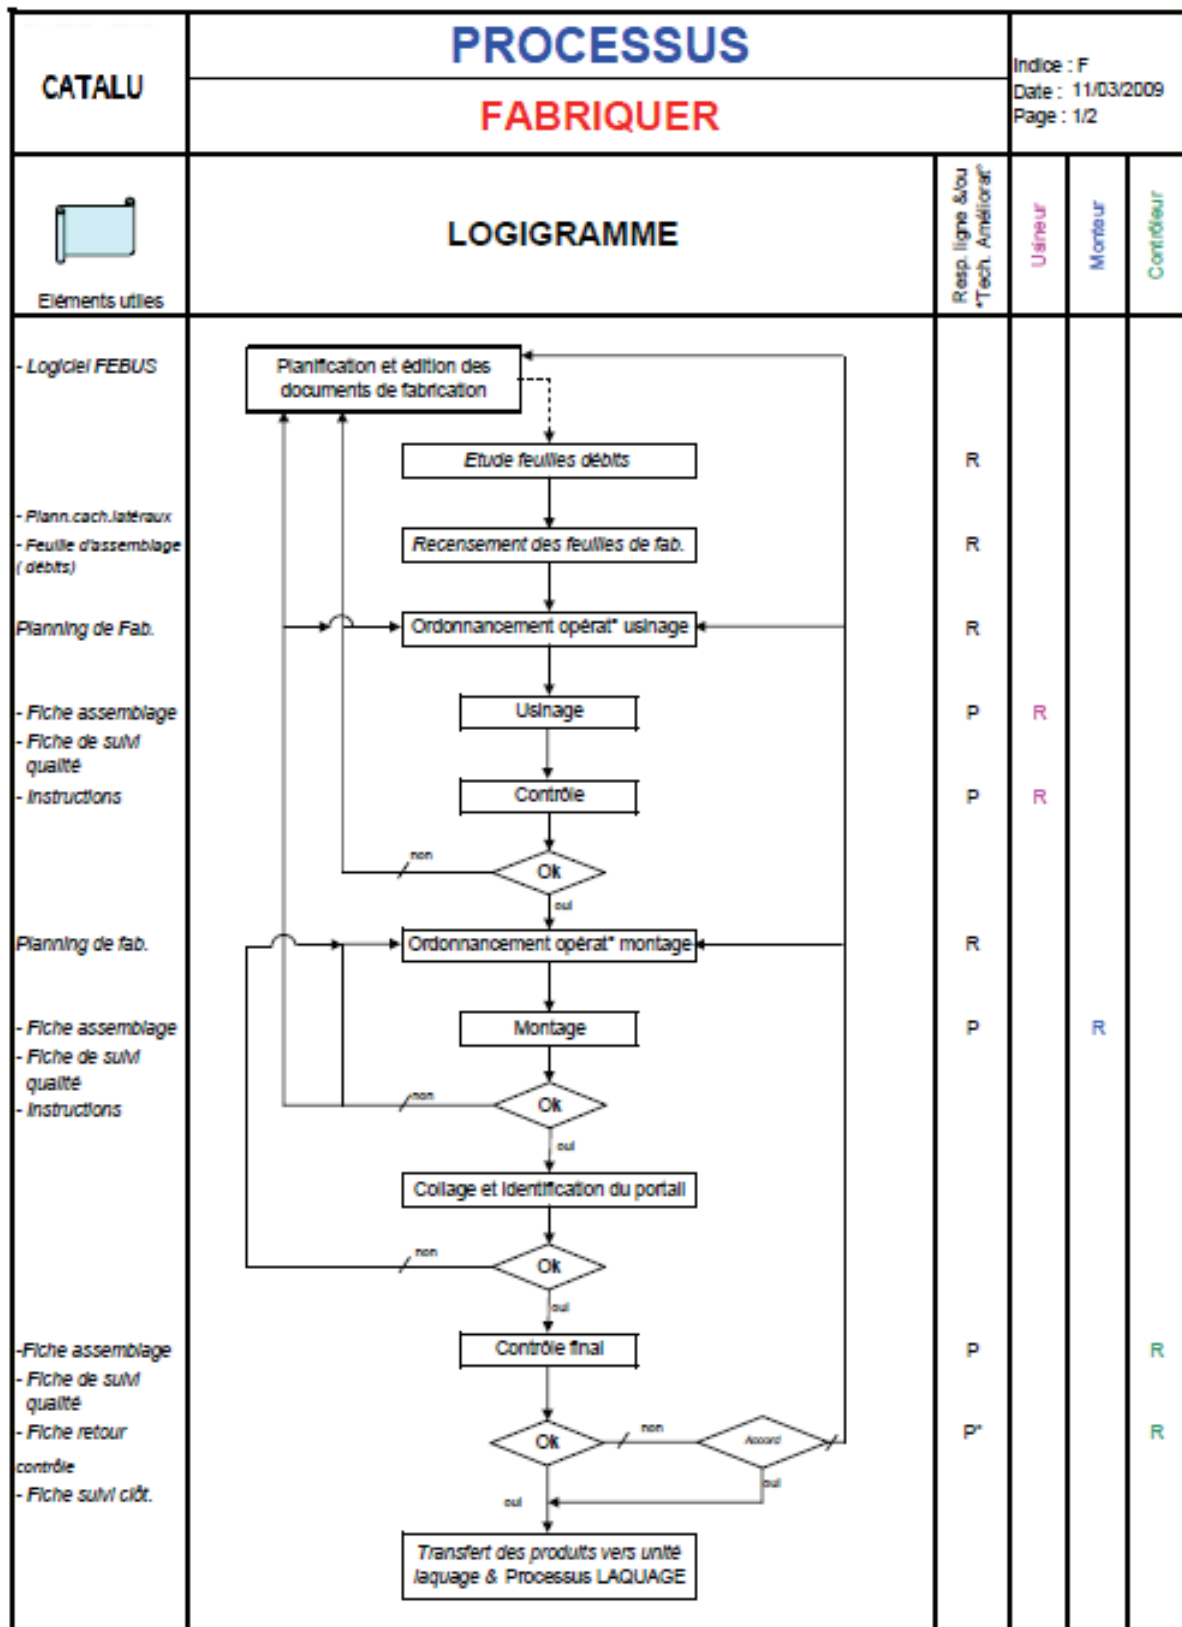 CATALU
PROCESSUS
FABRIQUER
Indice : F
Date : 11/03/2009
Page : 1/2
Eléments utiles
LOGIGRAMME
Resp. ligne &/ou
*Tech. Améliorat°
Usineur
Monteur
Contrôleur
- Logiciel FEBUS
Planification et édition des
documents de fabrication
Etude feuilles débits
R
- Plann.cach.latéraux
- Feuille d'assemblage
( débits)
Recensement des feuilles de fab.
R
Planning de Fab.
Ordonnancement opérat° usinage
R
- Fiche assemblage
- Fiche de suivi
qualité
- Instructions
Usinage
P R
Contrôle
P R
Ok
non
oui
Planning de fab.
Ordonnancement opérat° montage
R
- Fiche assemblage
- Fiche de suivi
qualité
- Instructions
Montage
P R
Ok
non
oui
Collage et identification du portail
Ok
non
oui
-Fiche assemblage
- Fiche de suivi
qualité
- Fiche retour
contrôle
- Fiche suivi clôt.
Contrôle final
P R
Ok
non
Accord
P* R
oui
oui
Transfert des produits vers unité
laquage & Processus LAQUAGE